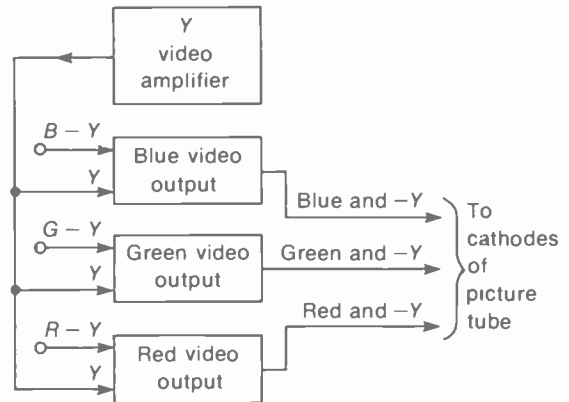 Y
video
amplifier
B – Y
Y
Blue video
output
Blue and –Y
G – Y
Y
Green video
output
Green and –Y
R – Y
Y
Red video
output
Red and –Y
To
cathodes
of
picture
tube